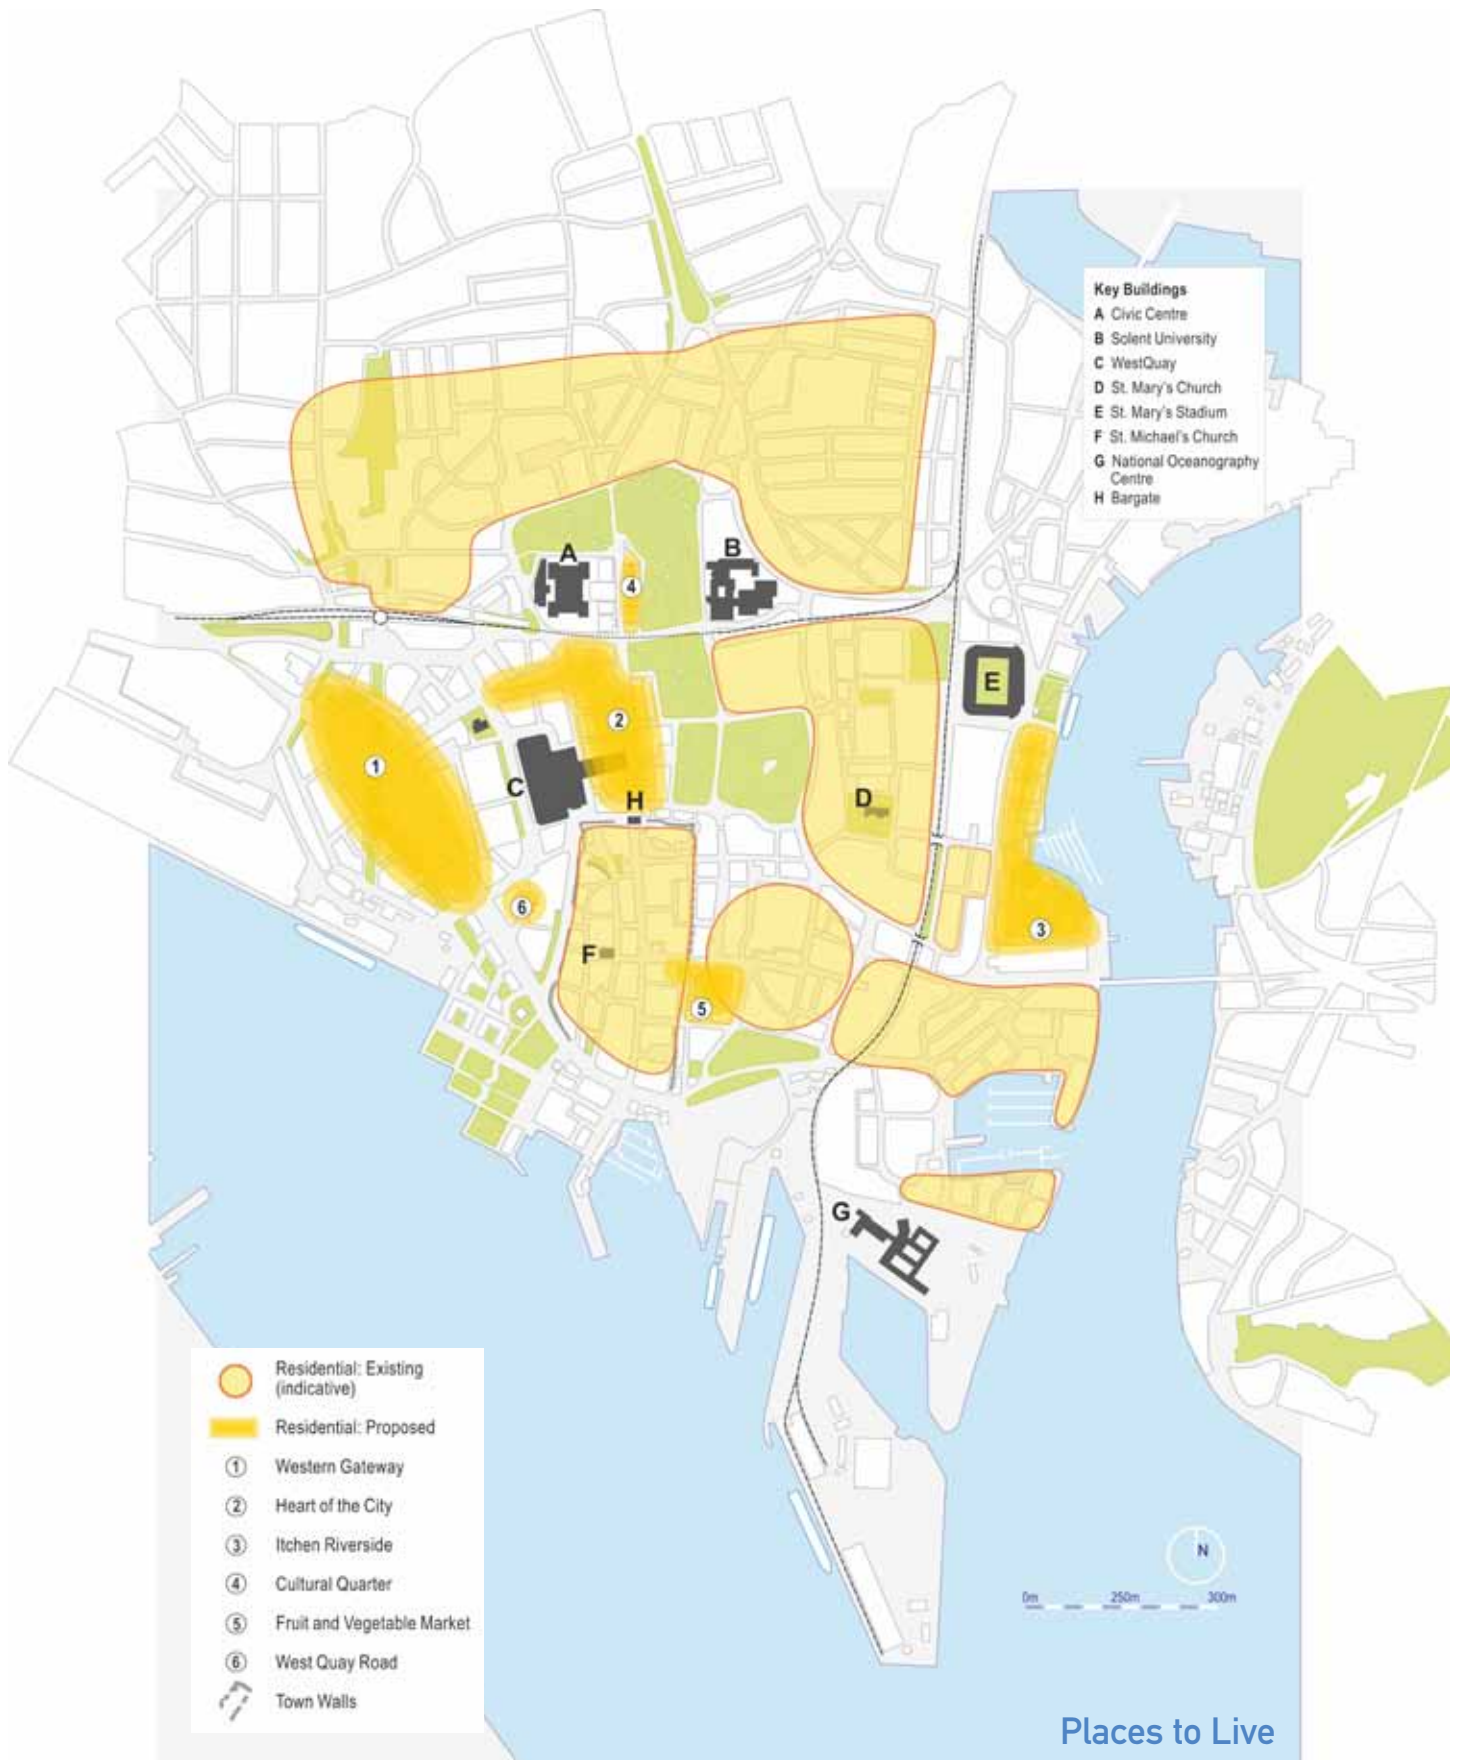 Key Buildings
A Civic Centre
B Solent University
C WestQuay
D St. Mary's Church
E St. Mary's Stadium
F St. Michael's Church
G National Oceanography
Centre
H Bargate
A
B
4
E
2
1
C
H
D
6
3
F
5
G
Residential: Existing
(indicative)
Residential: Proposed
1 Western Gateway
2 Heart of the City
3 Itchen Riverside
4 Cultural Quarter
5 Fruit and Vegetable Market
6 West Quay Road
Town Walls
N
0m 250m 300m
Places to Live